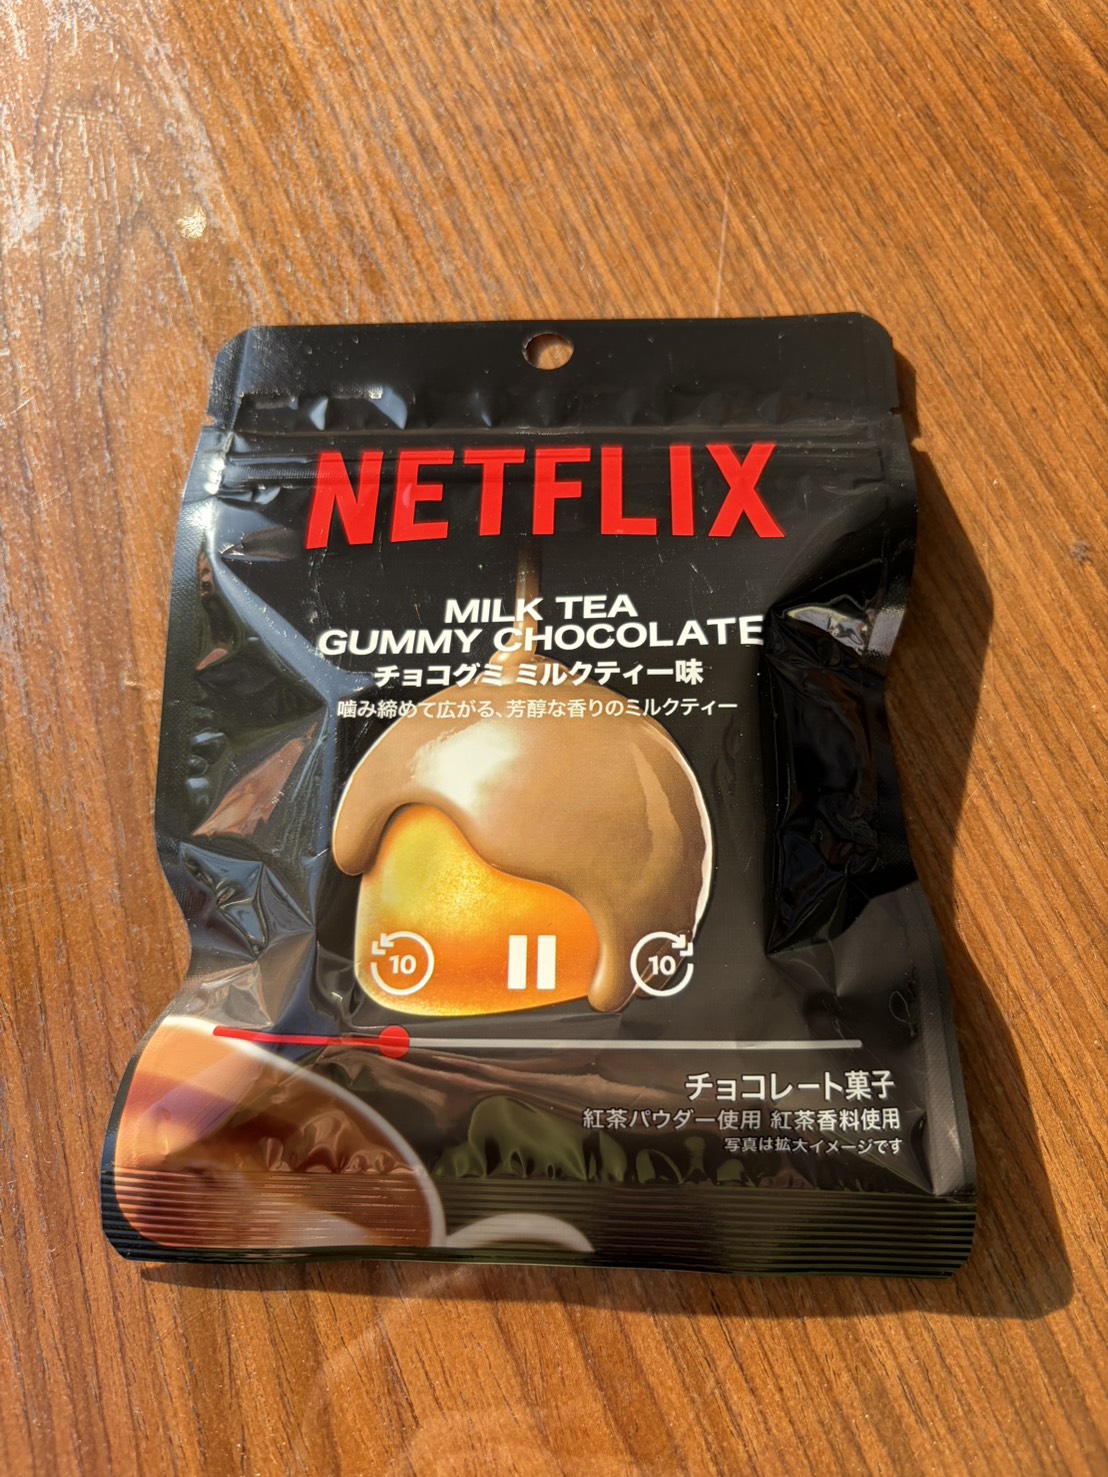 NETFLIX
MILK TEA
GUMMY CHOCOLATE
チョコグミ ミルクティー味
噛み締めて広がる、芳醇な香りのミルクティー
10
10
チョコレート菓子
紅茶パウダー使用 紅茶香料使用
写真は拡大イメージです